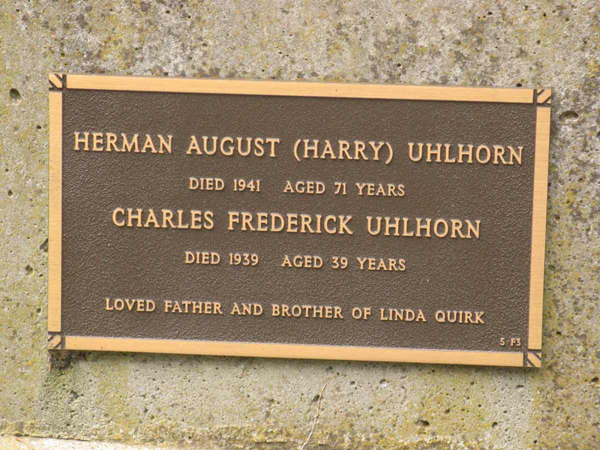 HERMAN AUGUST (HARRY) UHLHORN
DIED 1941 AGED 71 YEARS
CHARLES FREDERICK UHLHORN
DIED 1939 AGED 39 YEARS
LOVED FATHER AND BROTHER OF LINDA QUIRK
S-F3